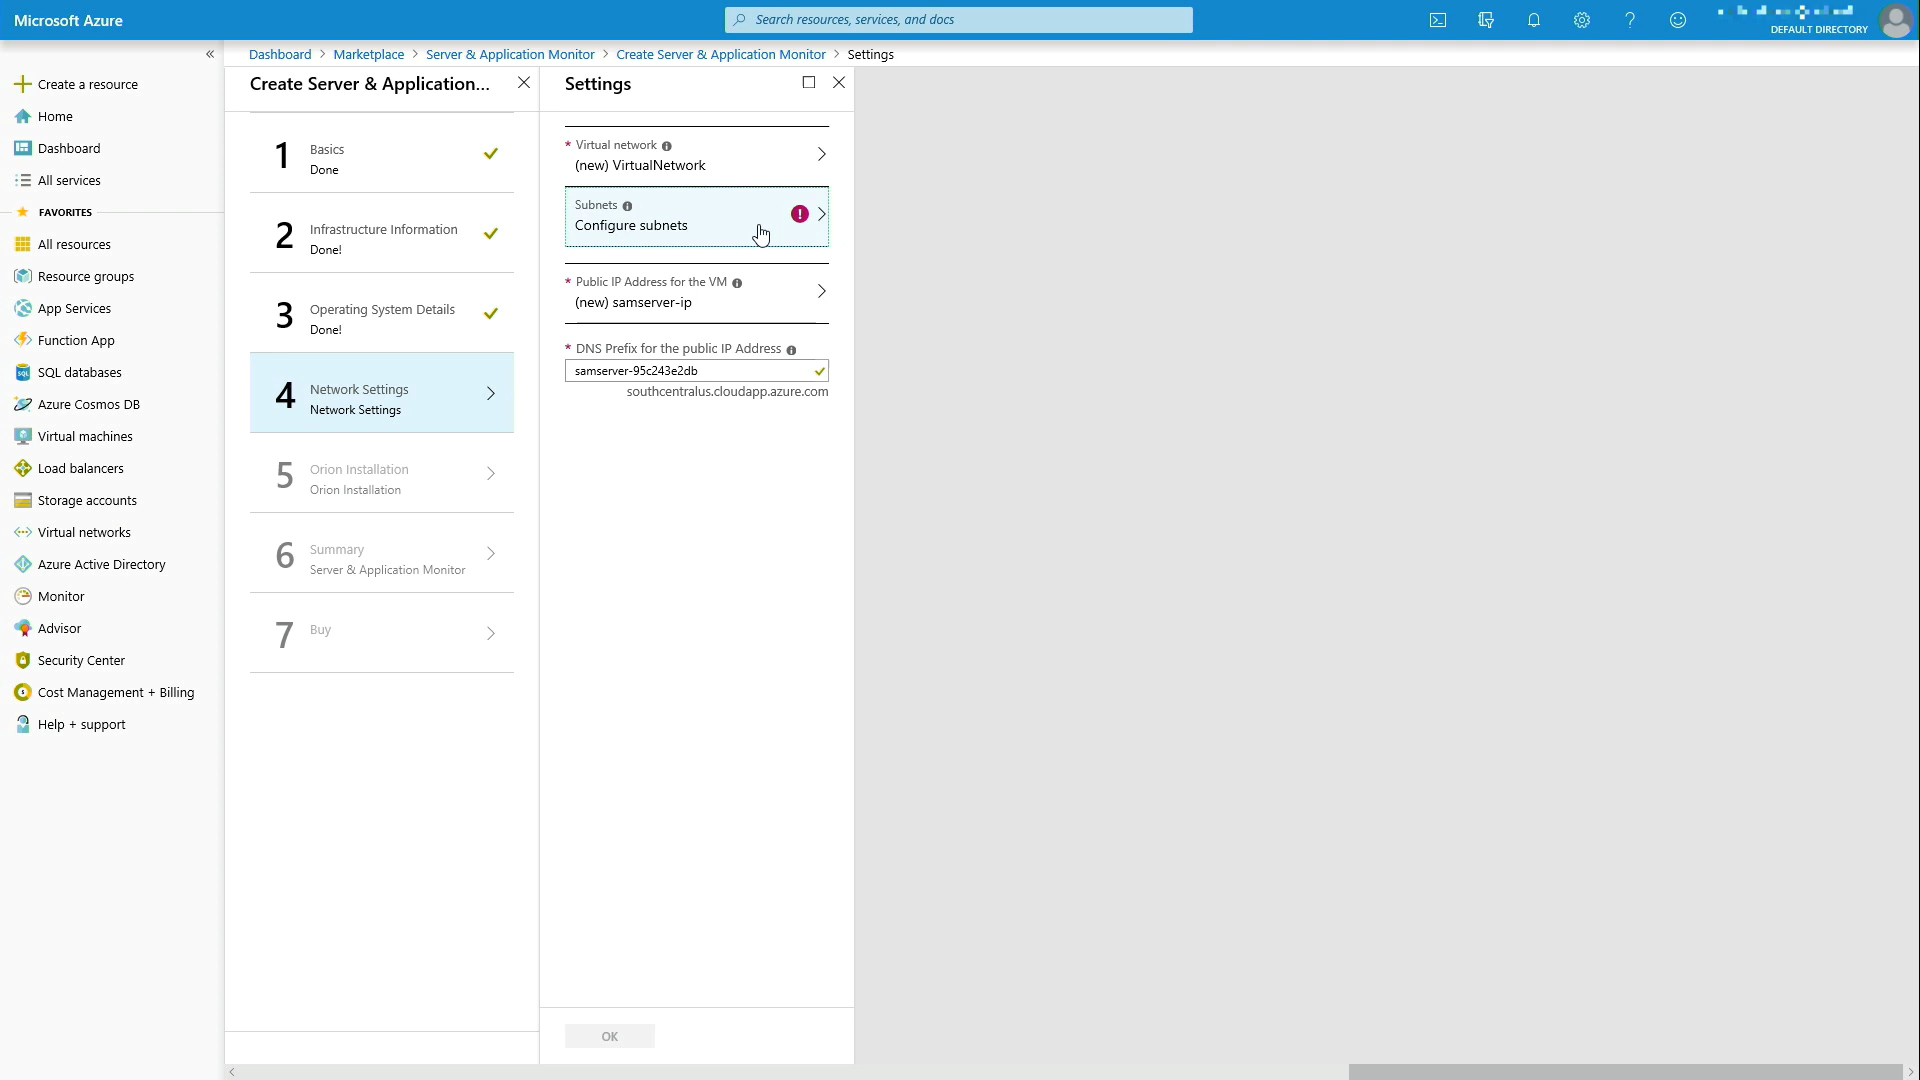 Microsoft Azure
Search resources, services, and docs
DEFAULT DIRECTORY
Dashboard > Marketplace > Server & Application Monitor > Create Server & Application Monitor > Settings
Create a resource
Home
Dashboard
All services
FAVORITES
All resources
Resource groups
App Services
Function App
SQL databases
Azure Cosmos DB
Virtual machines
Load balancers
Storage accounts
Virtual networks
Azure Active Directory
Monitor
Advisor
Security Center
Cost Management + Billing
Help + support
Create Server & Application...
1
Basics
Done
2
Infrastructure Information
Done!
3
Operating System Details
Done!
4
Network Settings
Network Settings
5
Orion Installation
Orion Installation
6
Summary
Server & Application Monitor
7
Buy
Settings
* Virtual network
(new) VirtualNetwork
Subnets
Configure subnets
* Public IP Address for the VM
(new) samserver-ip
* DNS Prefix for the public IP Address
samserver-95c243e2db
southcentralus.cloudapp.azure.com
OK